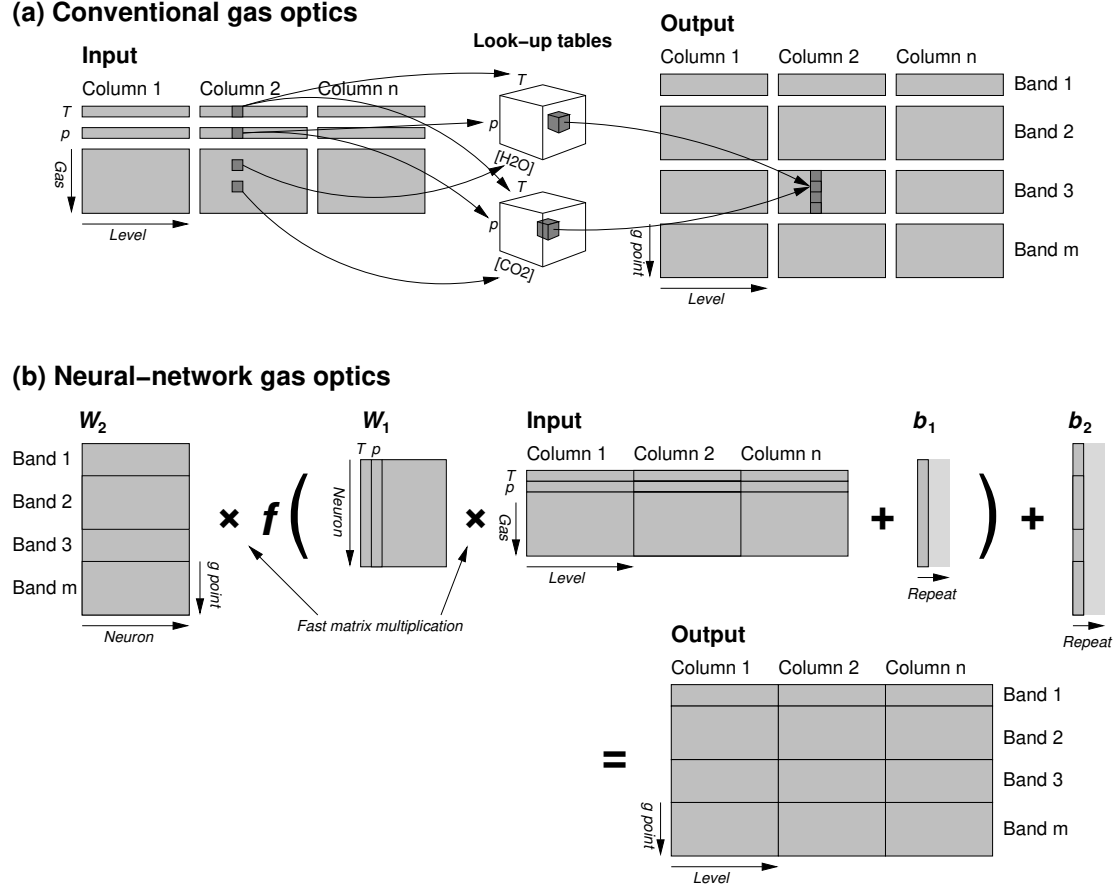 (a) Conventional gas optics
Input
Look−up tables
Output
Column 1 Column 2 Column n
T
p
Gas
Level
T
p
[H2O]
T
p
[CO2]
Column 1 Column 2 Column n
Band 1
Band 2
Band 3
Band m
g point
Level
(b) Neural−network gas optics
W2
W1
Input
b1
b2
Band 1
Band 2
Band 3
Band m
g point
Neuron
× f (
T p
Neuron
×
Column 1 Column 2 Column n
T
p
Gas
Level
+
Repeat
) +
Repeat
Fast matrix multiplication
Output
Column 1 Column 2 Column n
=
Band 1
Band 2
Band 3
Band m
g point
Level